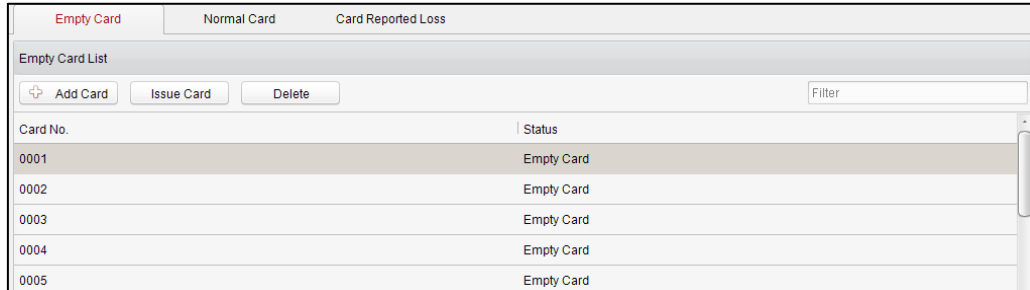 Empty Card Normal Card Card Reported Loss
Empty Card List
Add Card Issue Card Delete Filter
Card No. Status
0001 Empty Card
0002 Empty Card
0003 Empty Card
0004 Empty Card
0005 Empty Card